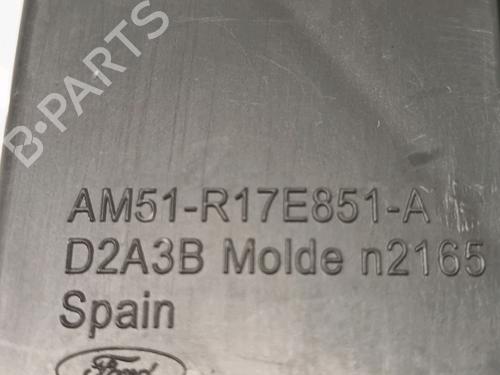 B-PARTS
AM51-R17E851-A
D2A3B Molde n2165
Spain
Ford